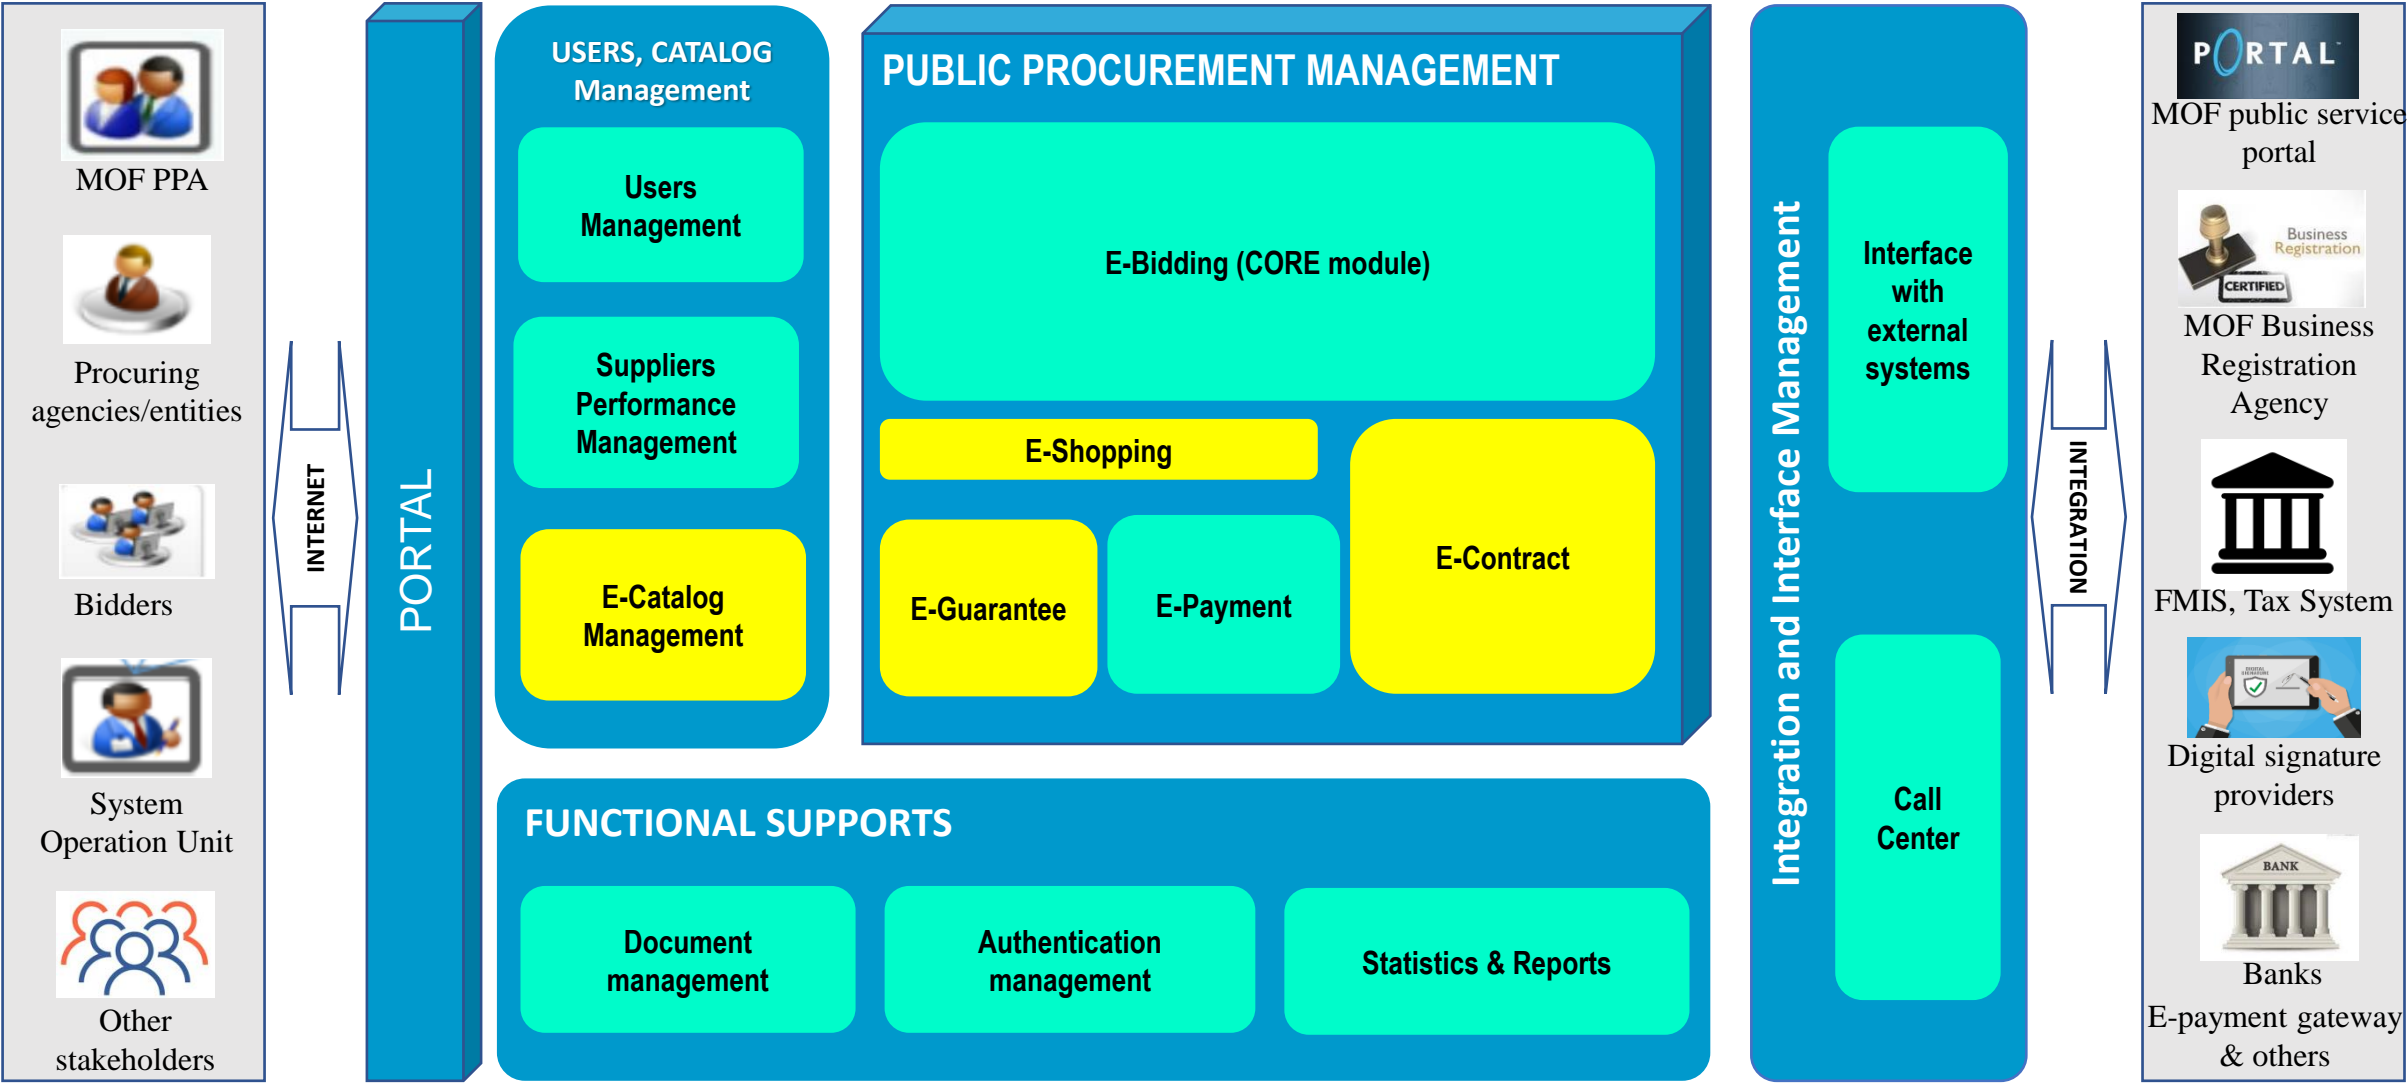 MOF PPA
Procuring
agencies/entities
Bidders
System
Operation Unit
Other
stakeholders
INTERNET
PORTAL
USERS, CATALOG
Management
Users
Management
Suppliers
Performance
Management
E-Catalog
Management
PUBLIC PROCUREMENT MANAGEMENT
E-Bidding (CORE module)
E-Shopping
E-Guarantee
E-Payment
E-Contract
FUNCTIONAL SUPPORTS
Document
management
Authentication
management
Statistics & Reports
Integration and Interface Management
Interface
with
external
systems
Call
Center
INTEGRATION
PORTAL
MOF public service
portal
Business
Registration
CERTIFIED
MOF Business
Registration
Agency
FMIS, Tax System
DIGITAL
SIGNATURE
Digital signature
providers
BANK
Banks
E-payment gateway
& others